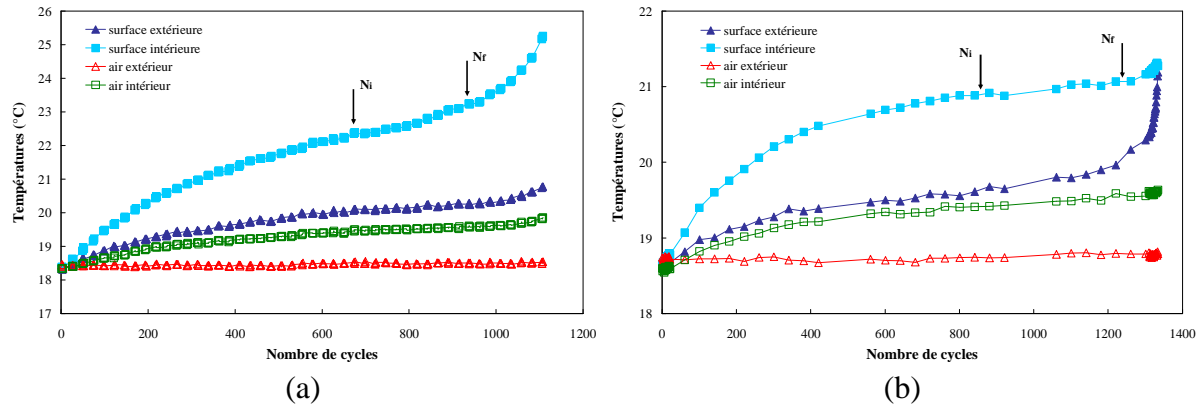 26
25
24
23
22
21
20
19
18
17
Températures (°C)
surface extérieure
surface intérieure
air extérieur
air intérieur
Ni
Nf
0
200
400
600
800
1000
1200
Nombre de cycles
(a)
22
21
20
19
18
Températures (°C)
surface extérieure
surface intérieure
air extérieur
air intérieur
Ni
Nf
0
200
400
600
800
1000
1200
1400
Nombre de cycles
(b)